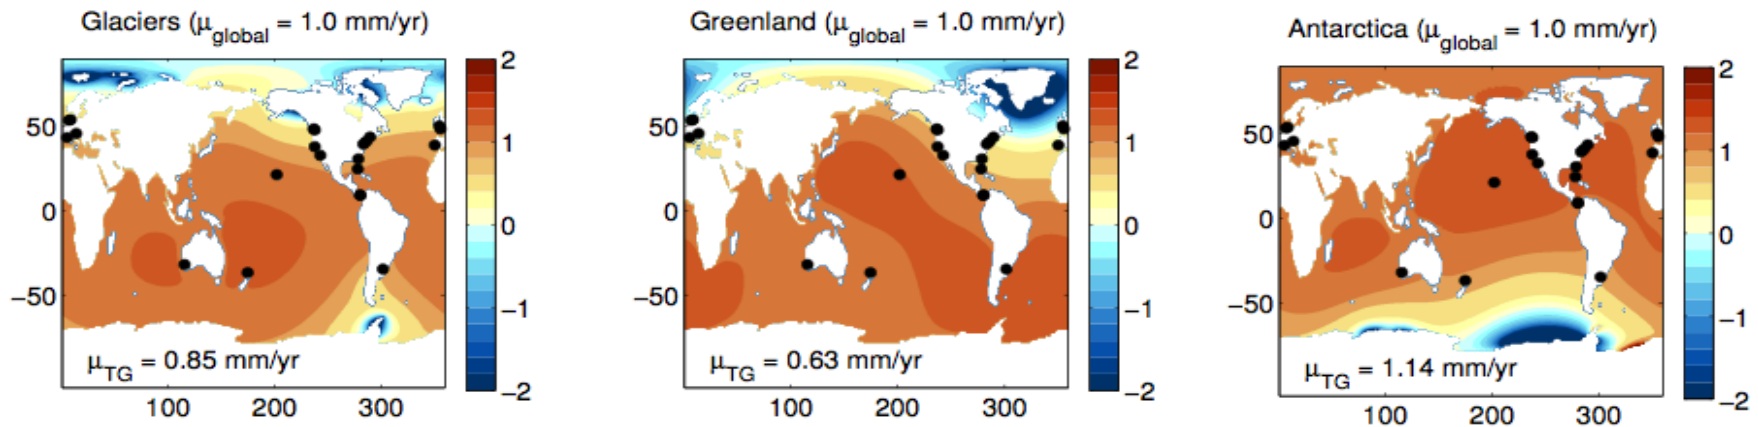 Glaciers (μglobal = 1.0 mm/yr)
50
0
−50
μTG = 0.85 mm/yr
100 200 300
2
1
0
−1
−2
Greenland (μglobal = 1.0 mm/yr)
50
0
−50
μTG = 0.63 mm/yr
100 200 300
2
1
0
−1
−2
Antarctica (μglobal = 1.0 mm/yr)
50
0
−50
μTG = 1.14 mm/yr
100 200 300
2
1
0
−1
−2